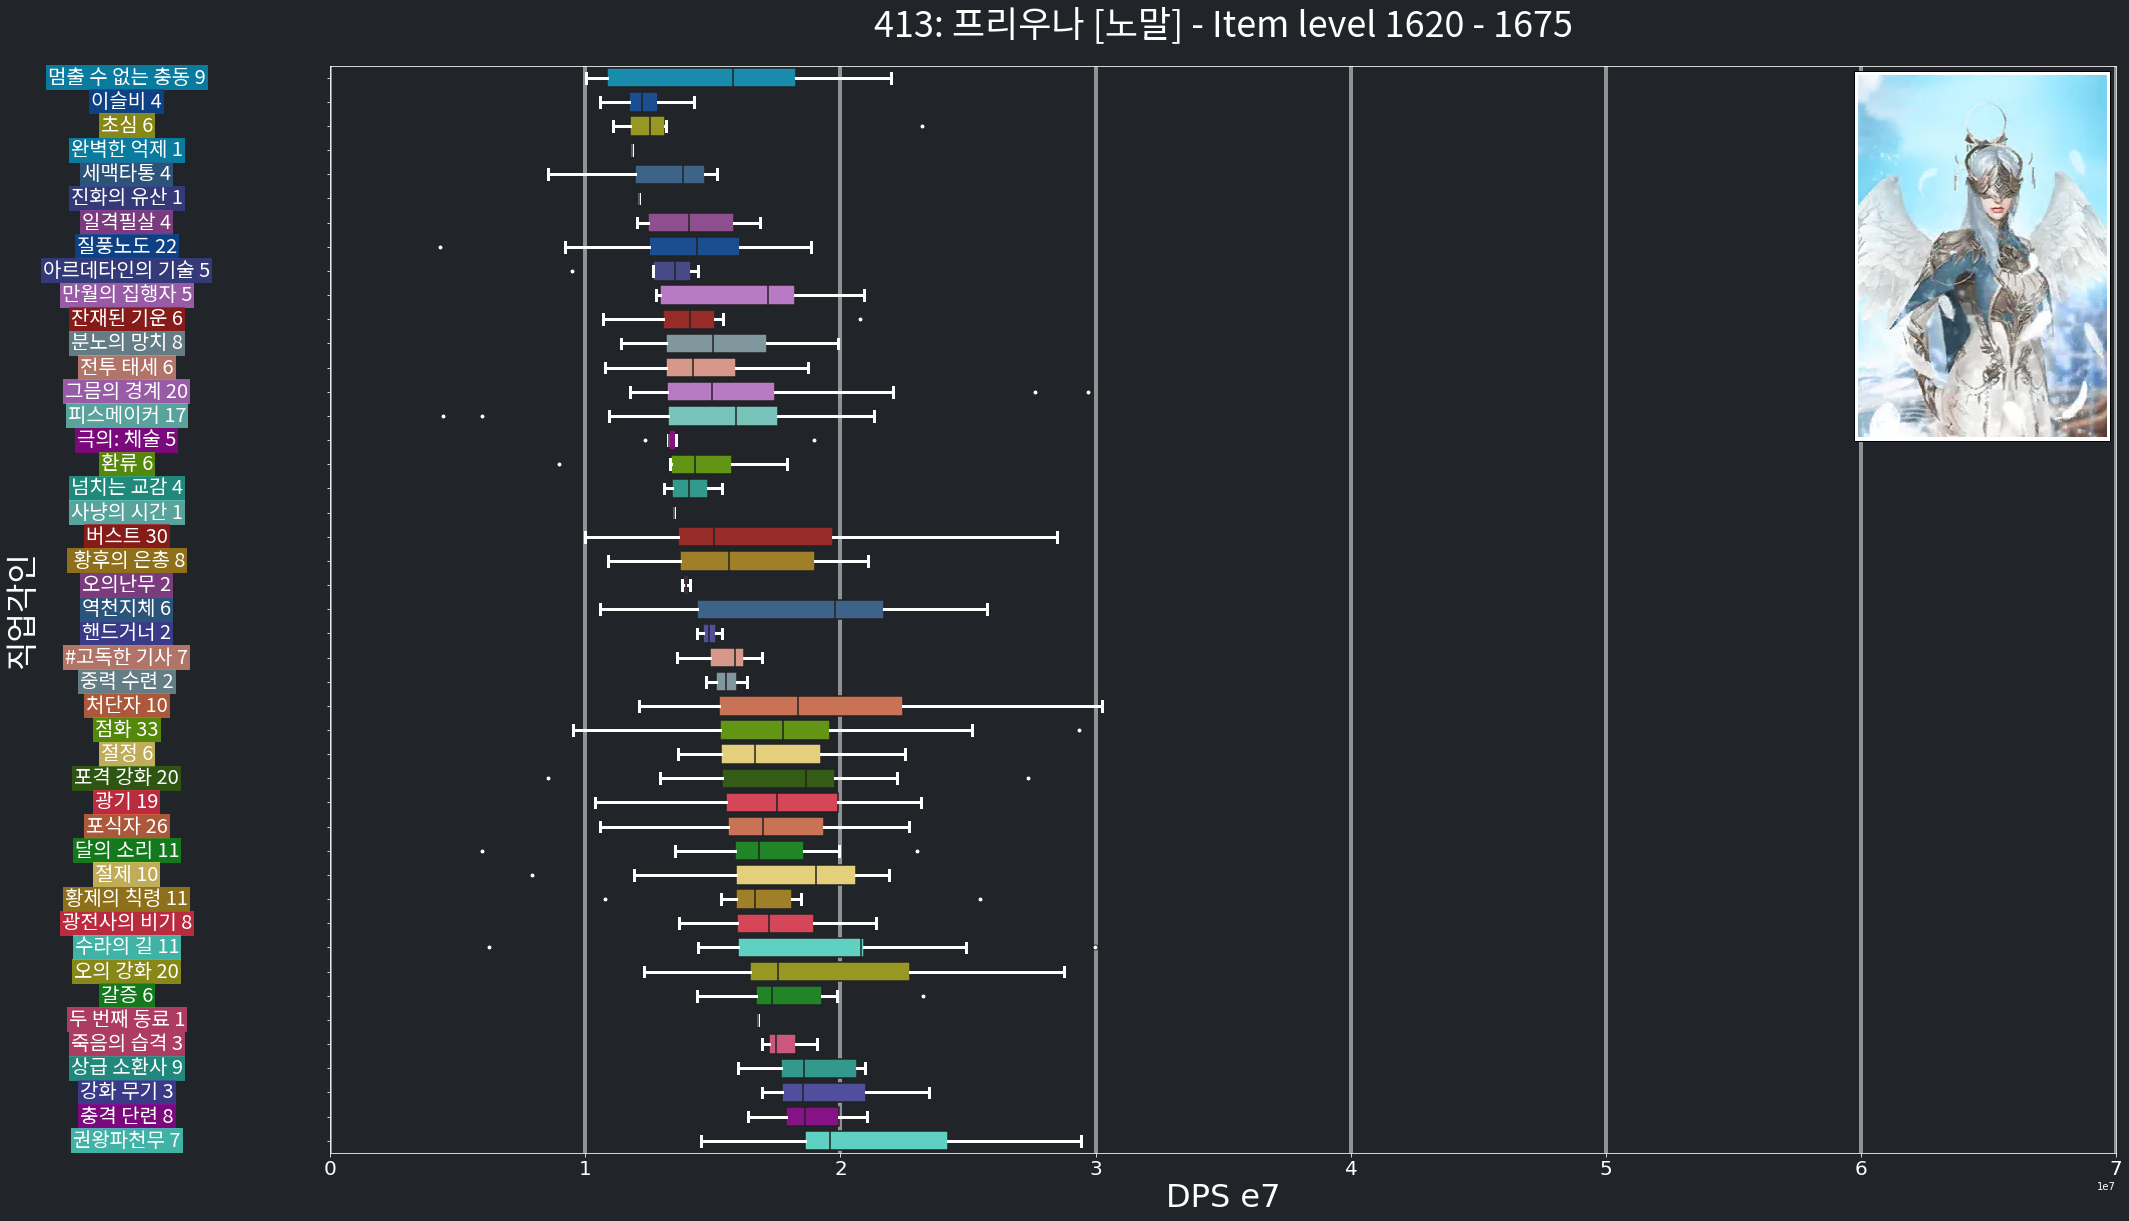 413: 프리우나 [노말] - Item level 1620 - 1675
멈출 수 없는 충동 9
이슬비 4
초심 6
완벽한 억제 1
세맥타통 4
진화의 유산 1
일격필살 4
질풍노도 22
아르데타인의 기술 5
만월의 집행자 5
잔재된 기운 6
분노의 망치 8
전투 태세 6
그믐의 경계 20
피스메이커 17
극의: 체술 5
환류 6
넘치는 교감 4
사냥의 시간 1
버스트 30
황후의 은총 8
오의난무 2
역천지체 6
핸드거너 2
#고독한 기사 7
중력 수련 2
처단자 10
점화 33
절정 6
포격 강화 20
광기 19
포식자 26
달의 소리 11
절제 10
황제의 칙령 11
광전사의 비기 8
수라의 길 11
오의 강화 20
갈증 6
두 번째 동료 1
죽음의 습격 3
상급 소환사 9
강화 무기 3
충격 단련 8
권왕파천무 7
직업각인
0 1 2 3 4 5 6 7
1e7
DPS e7